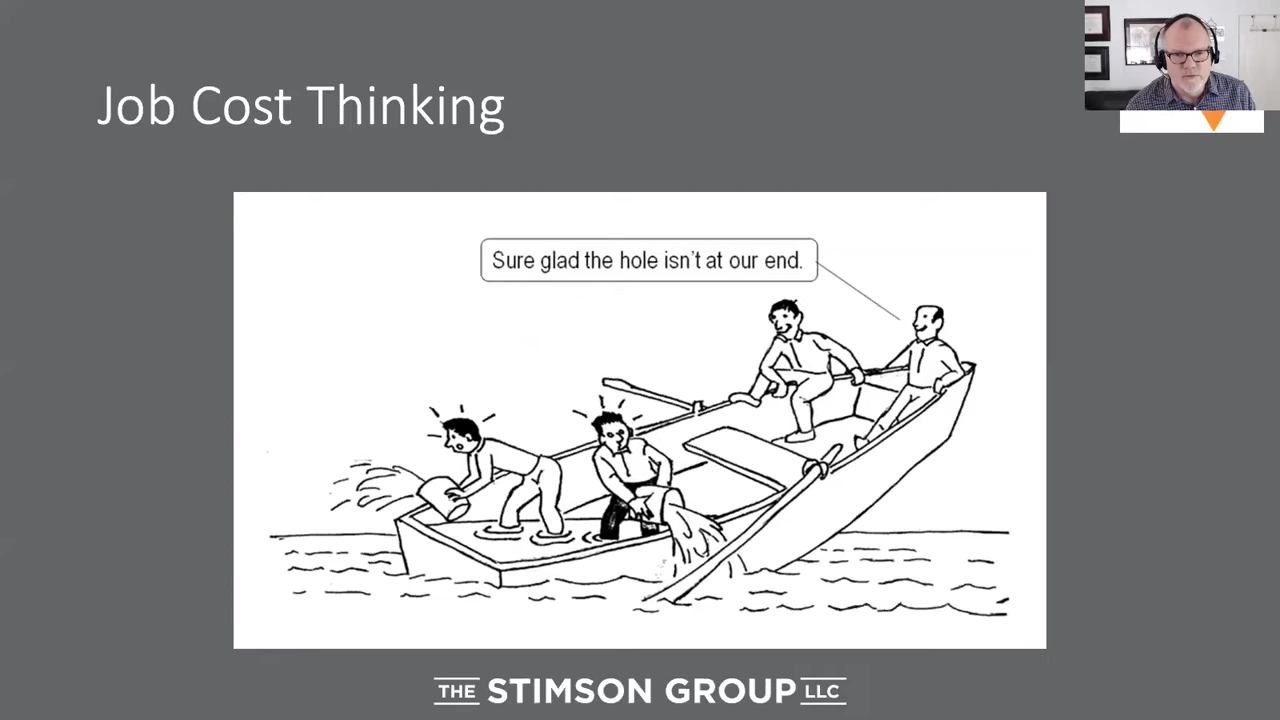 Job Cost Thinking
Sure glad the hole isn't at our end.
THE STIMSON GROUP LLC